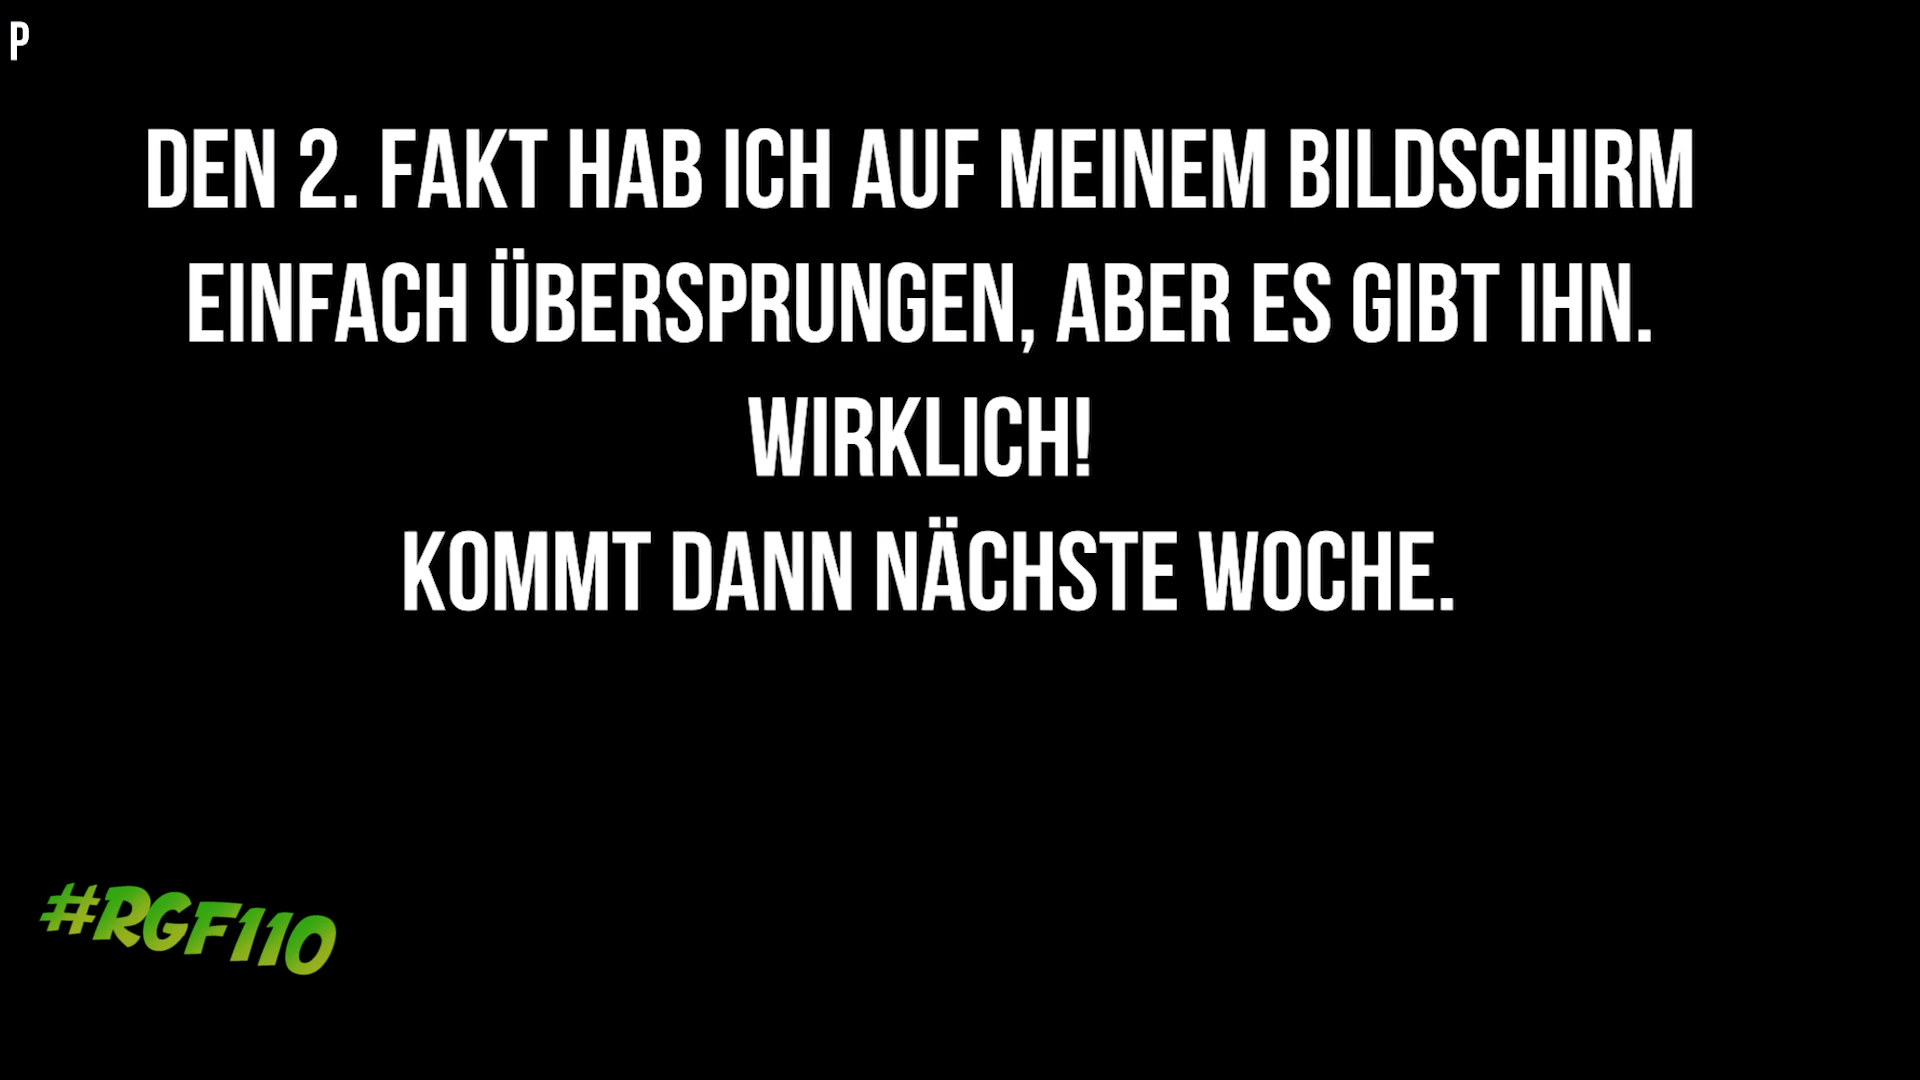 P
DEN 2. FAKT HAB ICH AUF MEINEM BILDSCHIRM
EINFACH ÜBERSPRUNGEN, ABER ES GIBT IHN.
WIRKLICH!
KOMMT DANN NÄCHSTE WOCHE.
#RGF110